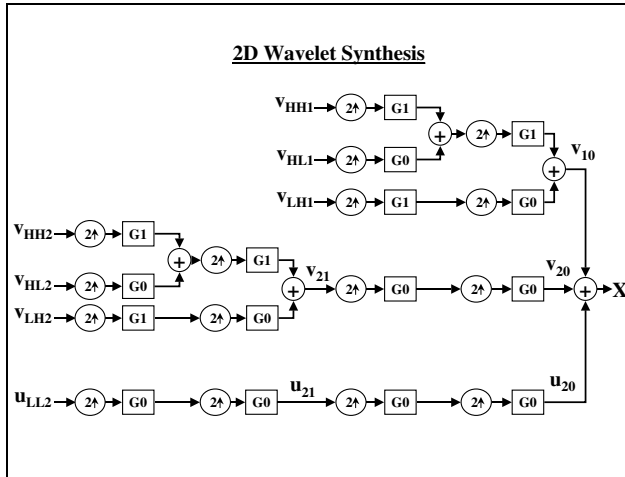 2D Wavelet Synthesis
vHH1 2↑ G1 + 2↑ G1 v10
vHL1 2↑ G0 +
vLH1 2↑ G1 2↑ G0
vHH2 2↑ G1 + 2↑ G1 v21 v20
vHL2 2↑ G0 + 2↑ G0 2↑ G0 + X
vLH2 2↑ G1 2↑ G0
uLL2 2↑ G0 2↑ G0 u21 2↑ G0 2↑ G0 u20